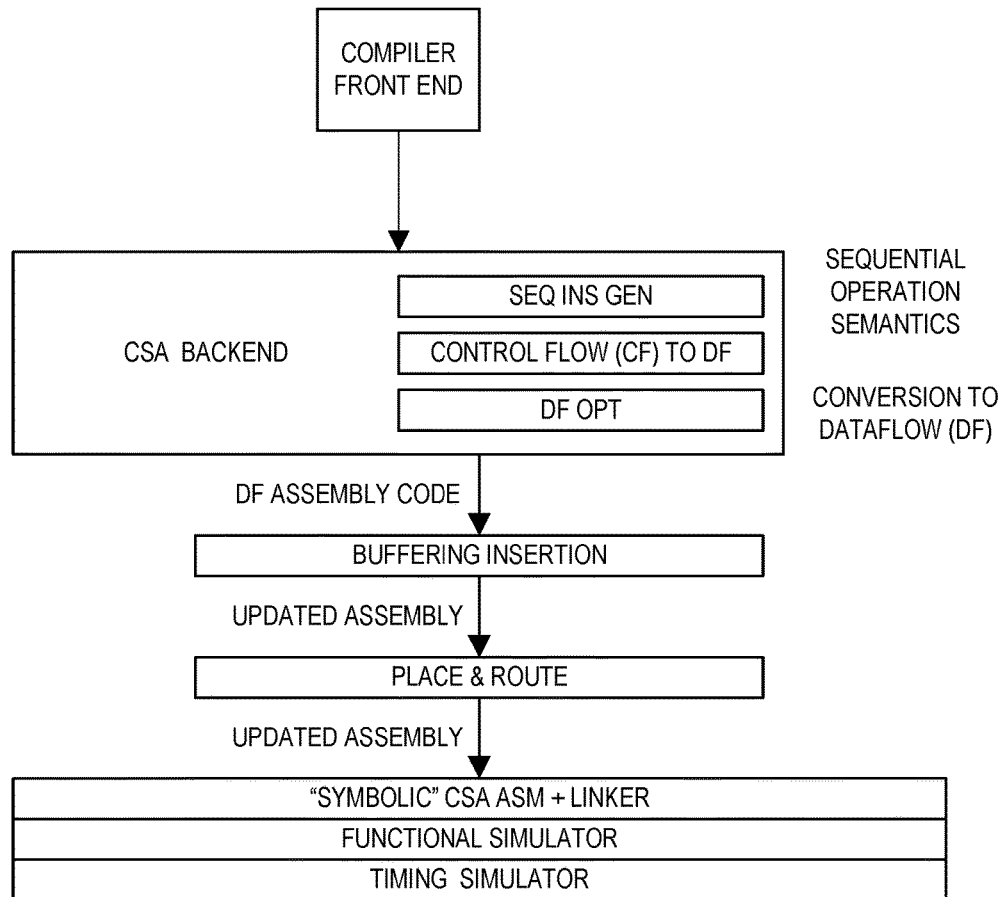 COMPILER
FRONT END
SEQ INS GEN
CSA BACKEND
CONTROL FLOW (CF) TO DF
DF OPT
SEQUENTIAL
OPERATION
SEMANTICS
CONVERSION TO
DATAFLOW (DF)
DF ASSEMBLY CODE
BUFFERING INSERTION
UPDATED ASSEMBLY
PLACE & ROUTE
UPDATED ASSEMBLY
“SYMBOLIC” CSA ASM + LINKER
FUNCTIONAL SIMULATOR
TIMING SIMULATOR